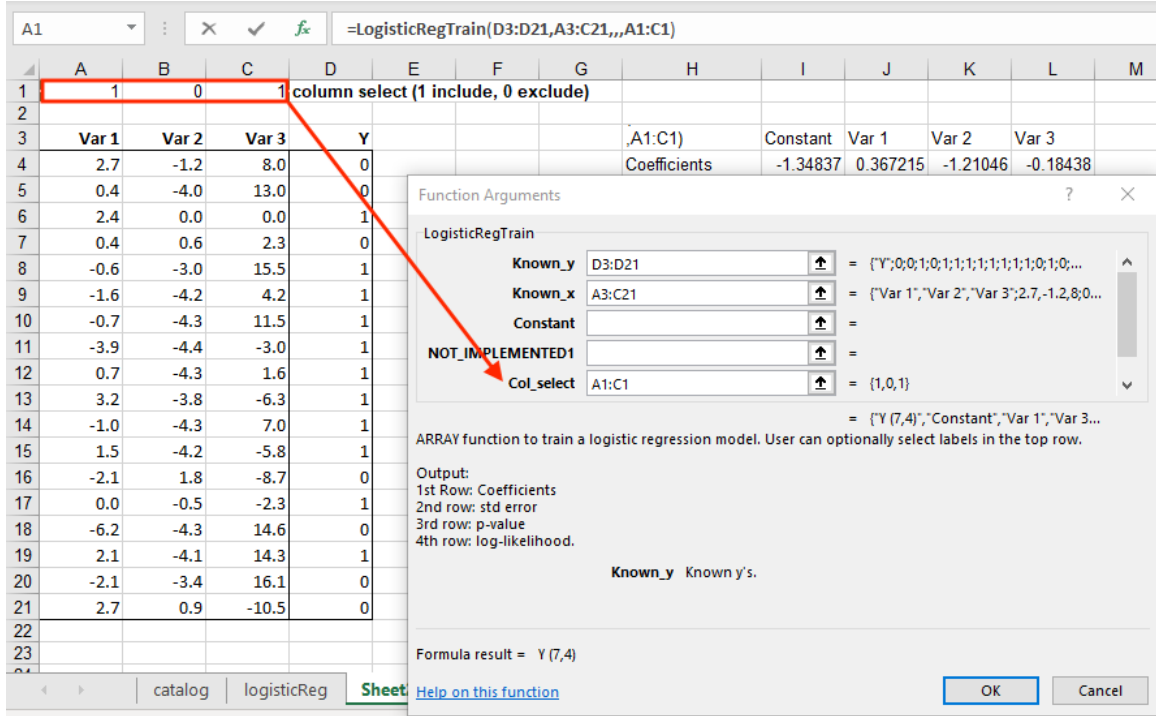 A1 fx =LogisticRegTrain(D3:D21,A3:C21,,,A1:C1)
A B C D E F G H I J K L M
1 1 0 1 column select (1 include, 0 exclude)
2
3 Var 1 Var 2 Var 3 Y ,A1:C1) Constant Var 1 Var 2 Var 3
4 2.7 -1.2 8.0 0 Coefficients -1.34837 0.367215 -1.21046 -0.18438
5 0.4 -4.0 13.0 0
6 2.4 0.0 0.0 1
7 0.4 0.6 2.3 0
8 -0.6 -3.0 15.5 1
9 -1.6 -4.2 4.2 1
10 -0.7 -4.3 11.5 1
11 -3.9 -4.4 -3.0 1
12 0.7 -4.3 1.6 1
13 3.2 -3.8 -6.3 1
14 -1.0 -4.3 7.0 1
15 1.5 -4.2 -5.8 1
16 -2.1 1.8 -8.7 0
17 0.0 -0.5 -2.3 1
18 -6.2 -4.3 14.6 0
19 2.1 -4.1 14.3 1
20 -2.1 -3.4 16.1 0
21 2.7 0.9 -10.5 0
22
23
catalog logisticReg Sheet
Function Arguments ?
LogisticRegTrain
Known_y D3:D21 = {"Y";0;0;1;0;1;1;1;1;1;1;1;0;1;0;...
Known_x A3:C21 = {"Var 1","Var 2","Var 3";2.7,-1.2,8;0...
Constant =
NOT_IMPLEMENTED1 =
Col_select A1:C1 = {1,0,1}
= {"Y (7,4)","Constant","Var 1","Var 3...
ARRAY function to train a logistic regression model. User can optionally select labels in the top row.
Output:
1st Row: Coefficients
2nd row: std error
3rd row: p-value
4th row: log-likelihood.
Known_y Known y's.
Formula result = Y (7,4)
Help on this function OK Cancel